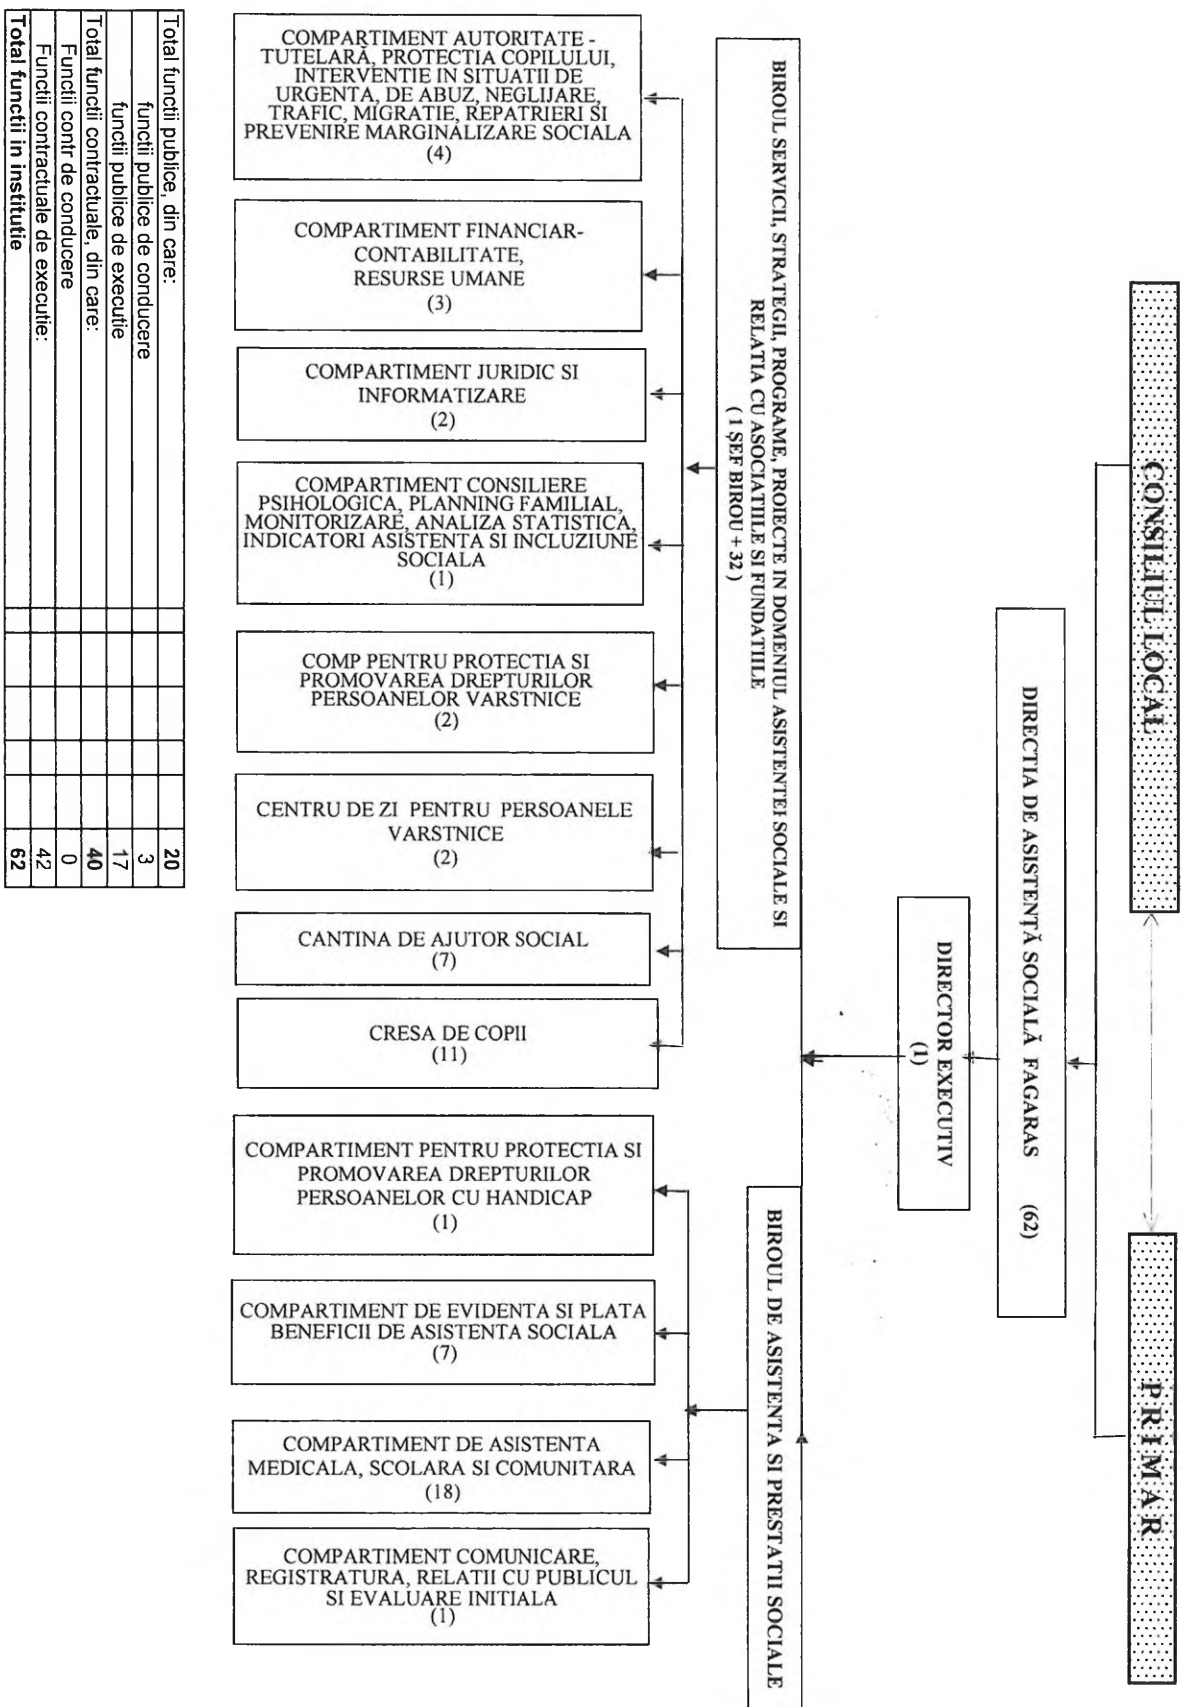 CONSILIUL LOCAL
PRIMAR
DIRECTIA DE ASISTENŢĂ SOCIALĂ FAGARAS (62)
DIRECTOR EXECUTIV
(1)
BIROUL SERVICII, STRATEGII, PROGRAME, PROIECTE IN DOMENIUL ASISTENTEI SOCIALE SI
RELATIA CU ASOCIATIILE SI FUNDATIILE
( 1 ŞEF BIROU + 32 )
BIROUL DE ASISTENTA SI PRESTATII SOCIALE
COMPARTIMENT AUTORITATE -
TUTELARĂ, PROTECTIA COPILULUI,
INTERVENTIE IN SITUATII DE
URGENTA, DE ABUZ, NEGLIJARE,
TRAFIC, MIGRATIE, REPATRIERI SI
PREVENIRE MARGINALIZARE SOCIALA
(4)
COMPARTIMENT FINANCIAR-
CONTABILITATE,
RESURSE UMANE
(3)
COMPARTIMENT JURIDIC SI
INFORMATIZARE
(2)
COMPARTIMENT CONSILIERE
PSIHOLOGICA, PLANNING FAMILIAL,
MONITORIZARE, ANALIZA STATISTICA,
INDICATORI ASISTENTA SI INCLUZIUNE
SOCIALA
(1)
COMP PENTRU PROTECTIA SI
PROMOVAREA DREPTURILOR
PERSOANELOR VARSTNICE
(2)
CENTRU DE ZI PENTRU PERSOANELE
VARSTNICE
(2)
CANTINA DE AJUTOR SOCIAL
(7)
CRESA DE COPII
(11)
COMPARTIMENT PENTRU PROTECTIA SI
PROMOVAREA DREPTURILOR
PERSOANELOR CU HANDICAP
(1)
COMPARTIMENT DE EVIDENTA SI PLATA
BENEFICII DE ASISTENTA SOCIALA
(7)
COMPARTIMENT DE ASISTENTA
MEDICALA, SCOLARA SI COMUNITARA
(18)
COMPARTIMENT COMUNICARE,
REGISTRATURA, RELATII CU PUBLICUL
SI EVALUARE INITIALA
(1)
Total functii publice, din care: 20
functii publice de conducere 3
functii publice de executie 17
Total functii contractuale, din care: 40
Functii contr de conducere 0
Functii contractuale de executie: 42
Total functii in institutie 62